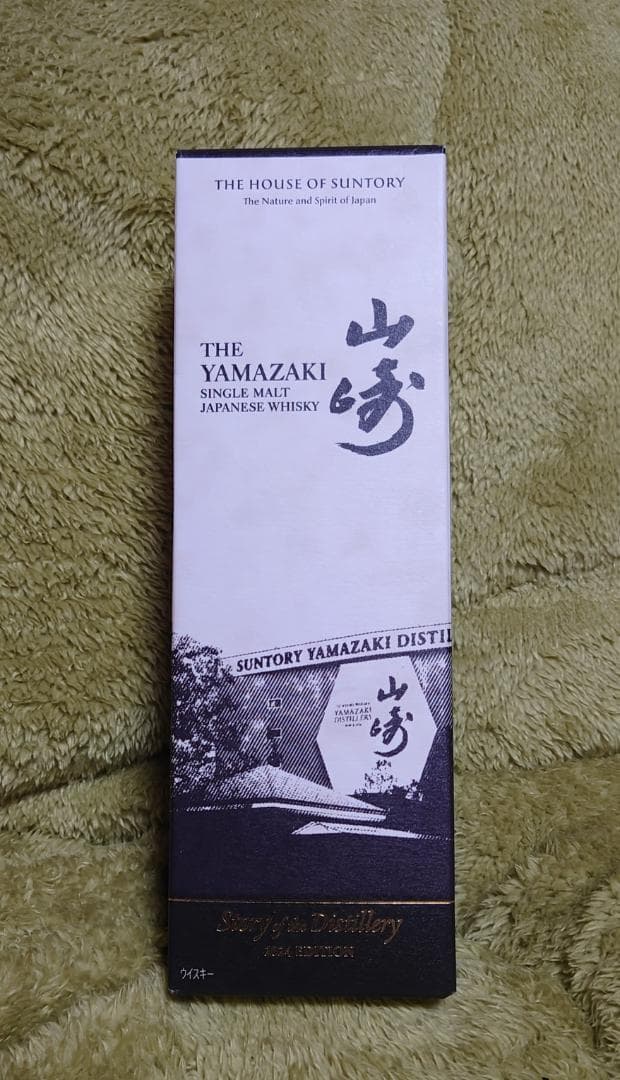 THE HOUSE OF SUNTORY
The Nature and Spirit of Japan
THE
YAMAZAKI
SINGLE MALT
JAPANESE WHISKY
山崎
SUNTORY YAMAZAKI DISTIL
YAMAZAKI
DISTILLERY
山崎
Story of the Distillery
2024 EDITION
ウイスキー